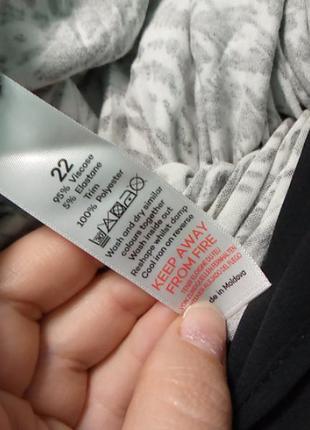 22
95% Viscose
5% Elastane
Trim
100% Polyester
Wash and dry similar
colours together
Wash inside out
Reshape whilst damp
Cool iron on reverse
KEEP AWAY
FROM FIRE
de in Moldova